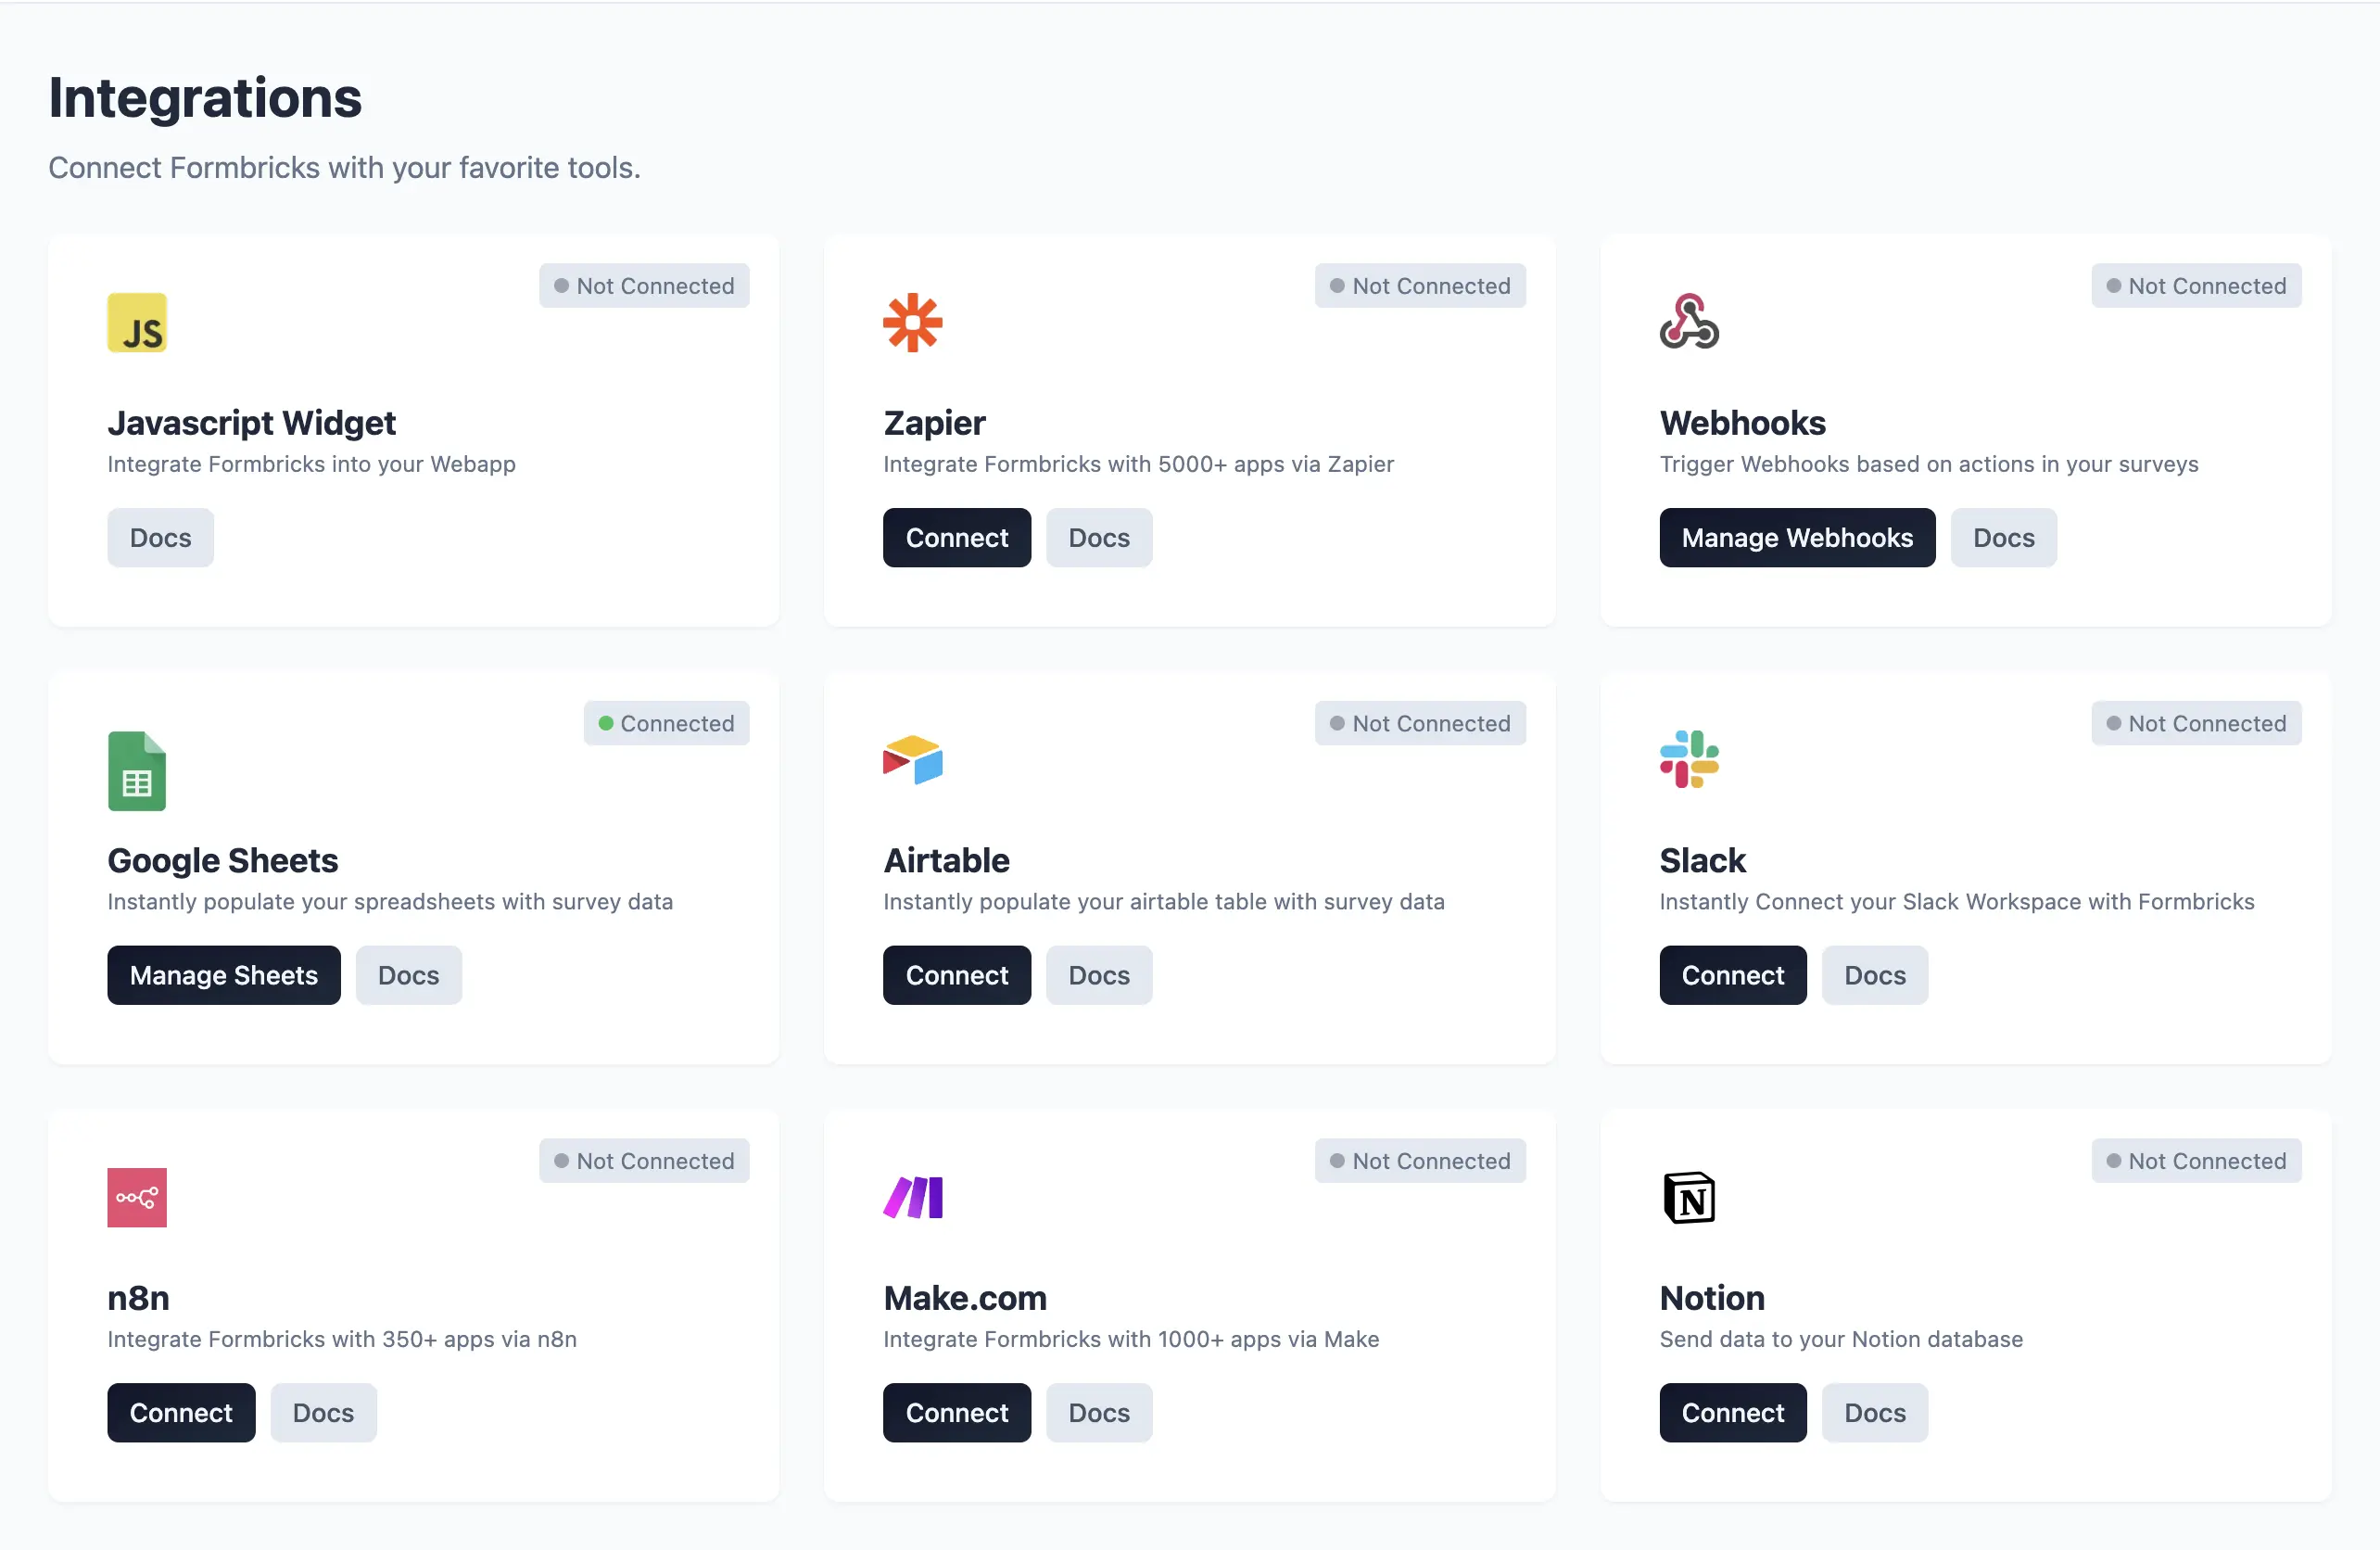 Integrations
Connect Formbricks with your favorite tools.
JS
Not Connected
Javascript Widget
Integrate Formbricks into your Webapp
Docs
Not Connected
Zapier
Integrate Formbricks with 5000+ apps via Zapier
Connect Docs
Not Connected
Webhooks
Trigger Webhooks based on actions in your surveys
Manage Webhooks Docs
Connected
Google Sheets
Instantly populate your spreadsheets with survey data
Manage Sheets Docs
Not Connected
Airtable
Instantly populate your airtable table with survey data
Connect Docs
Not Connected
Slack
Instantly Connect your Slack Workspace with Formbricks
Connect Docs
Not Connected
n8n
Integrate Formbricks with 350+ apps via n8n
Connect Docs
Not Connected
Make.com
Integrate Formbricks with 1000+ apps via Make
Connect Docs
N
Not Connected
Notion
Send data to your Notion database
Connect Docs